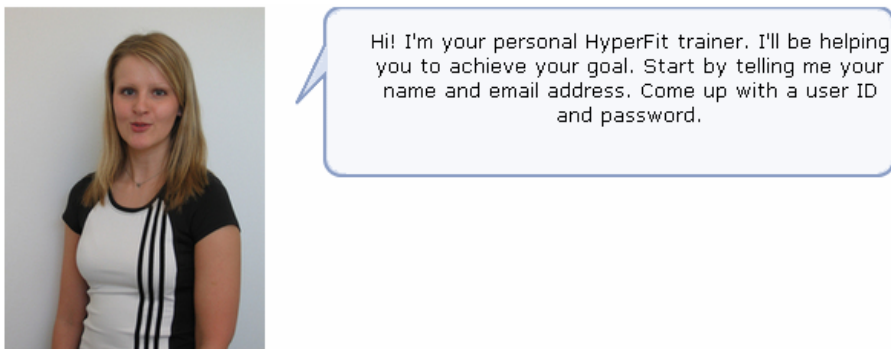 Hi! I'm your personal HyperFit trainer. I'll be helping
you to achieve your goal. Start by telling me your
name and email address. Come up with a user ID
and password.